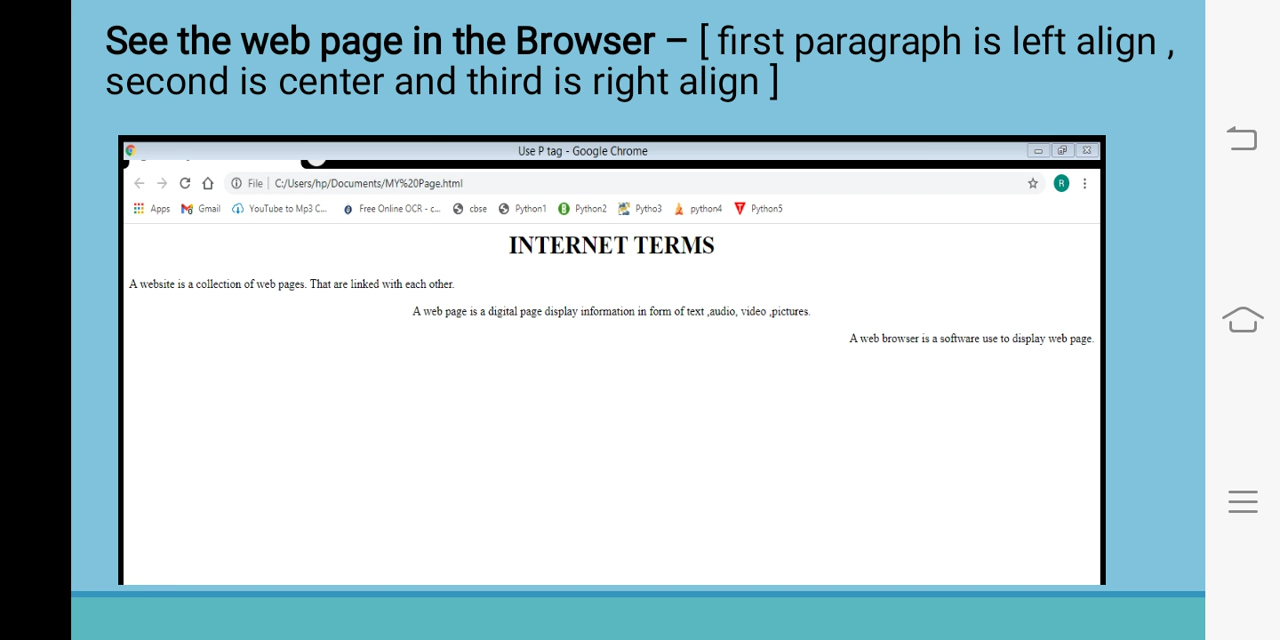 See the web page in the Browser – [ first paragraph is left align ,
second is center and third is right align ]
Use P tag - Google Chrome
File | C:/Users/hp/Documents/MY%20Page.html
R
Apps Gmail YouTube to Mp3 C... Free Online OCR - c... cbse Python1 Python2 Pytho3 python4 Python5
INTERNET TERMS
A website is a collection of web pages. That are linked with each other.
A web page is a digital page display information in form of text ,audio, video ,pictures.
A web browser is a software use to display web page.